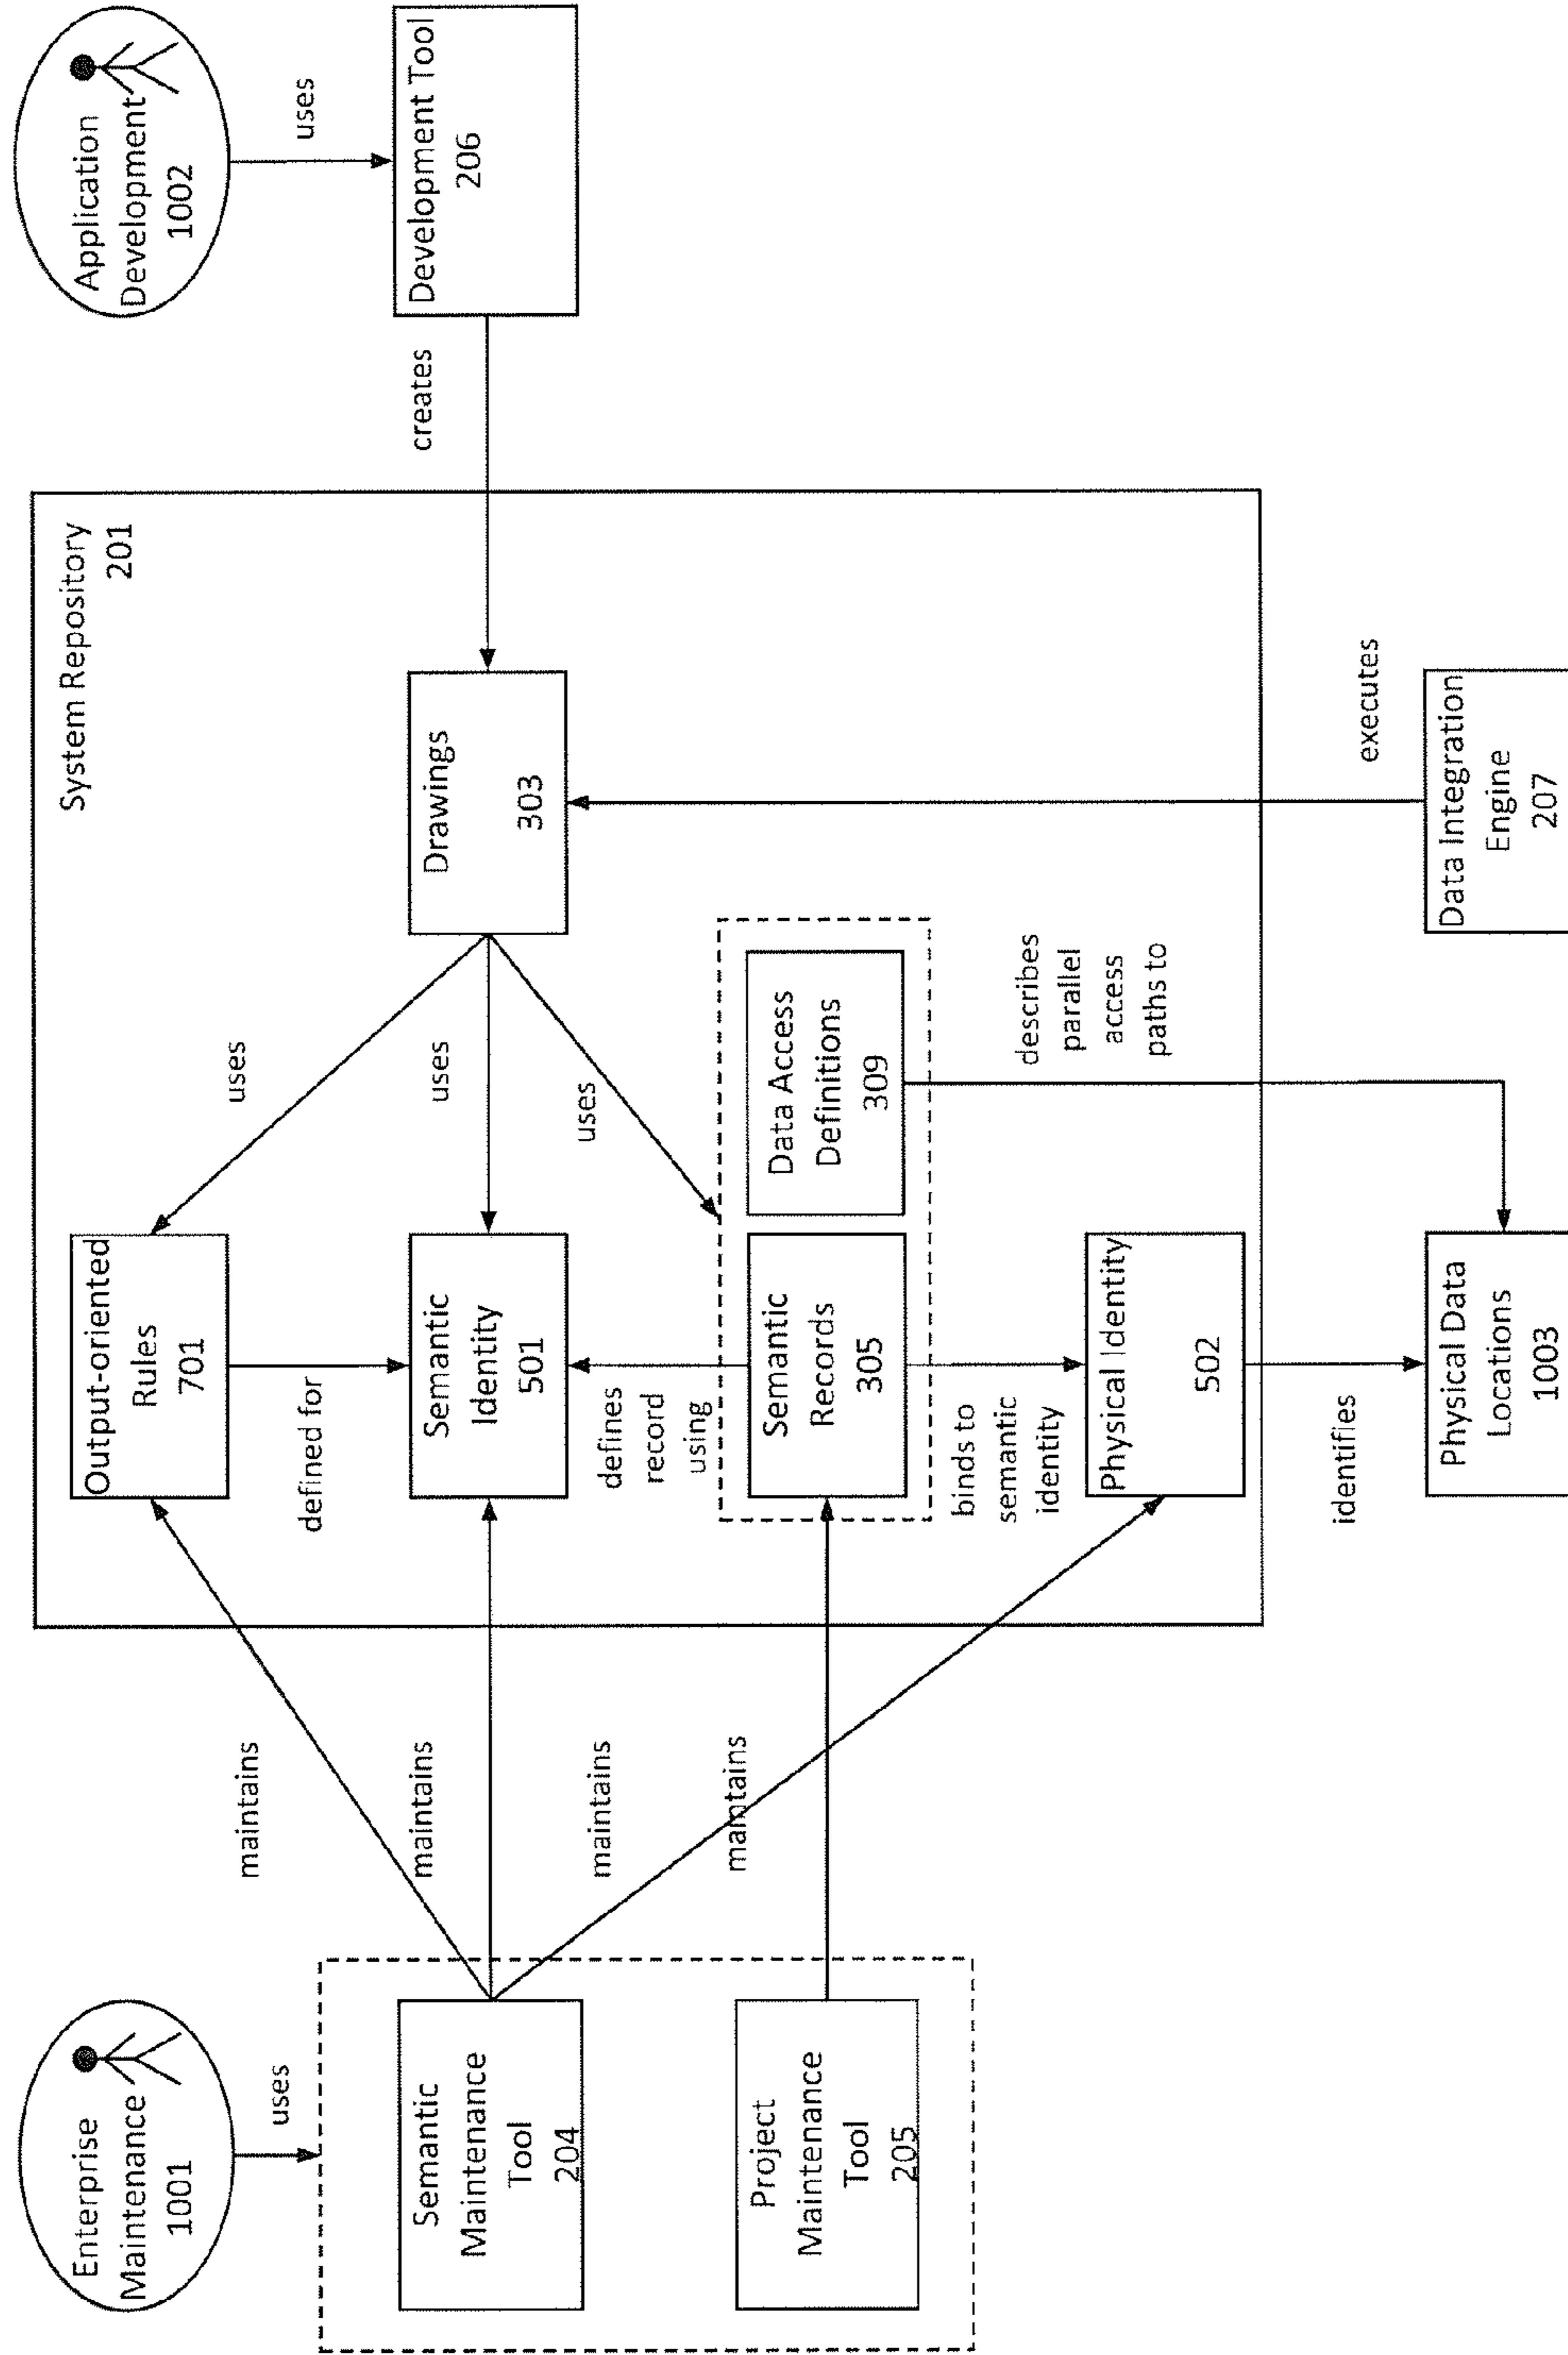 Enterprise
Maintenance
1001
uses
Semantic
Maintenance
Tool
204
Project
Maintenance
Tool
205
maintains
maintains
maintains
maintains
System Repository
201
Output-oriented
Rules
701
defined for
Semantic
Identity
501
defines
record
using
Semantic
Records
305
Data Access
Definitions
309
binds to
semantic
identity
Physical Identity
502
identifies
Physical Data
Locations
1003
describes
parallel
access
paths to
uses
uses
uses
Drawings
303
executes
Data Integration
Engine
207
creates
Application
Development
1002
uses
Development Tool
206